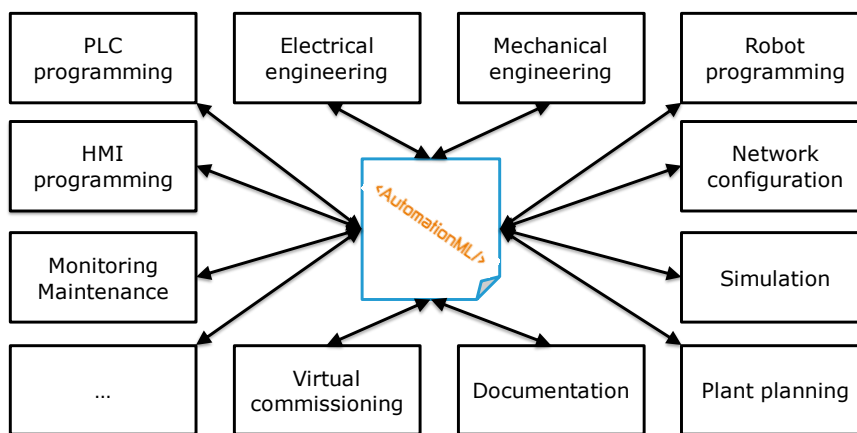 PLC
programming
Electrical
engineering
Mechanical
engineering
Robot
programming
HMI
programming
<AutomationML/>
Network
configuration
Monitoring
Maintenance
Simulation
...
Virtual
commissioning
Documentation
Plant planning